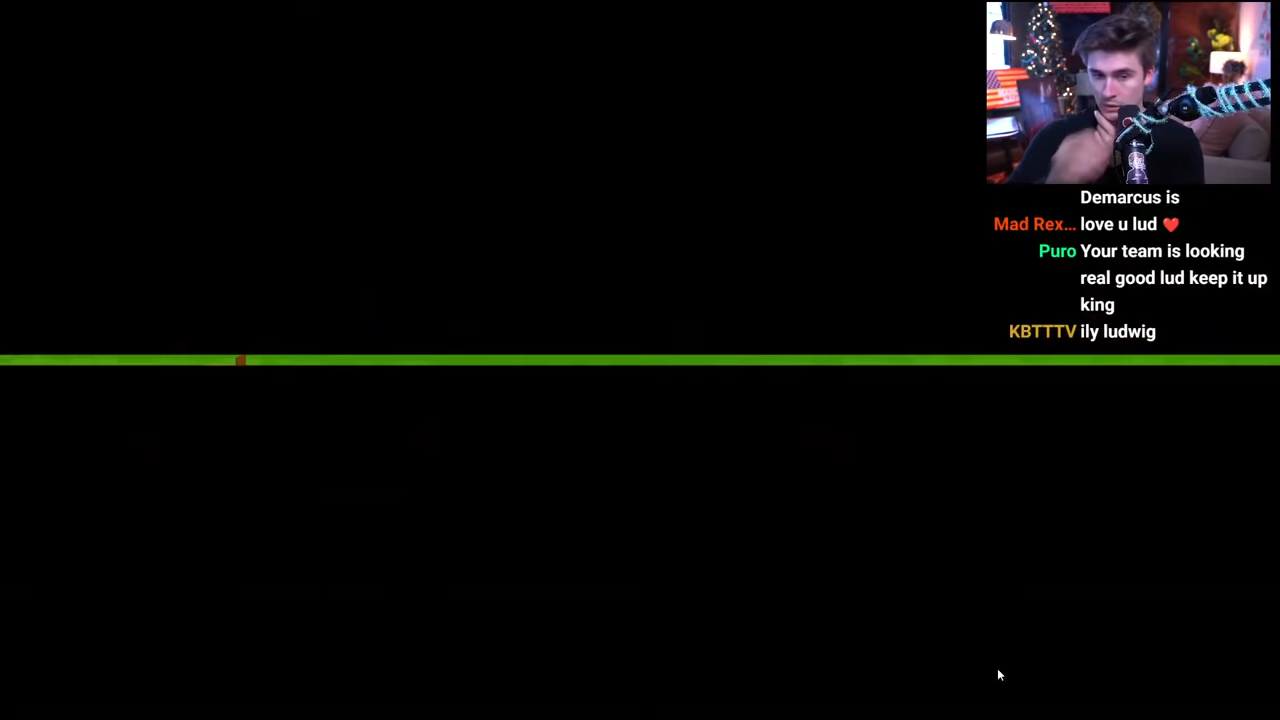 Demarcus is
Mad Rex... love u lud ❤️
Puro Your team is looking
real good lud keep it up
king
KBTTTV ily ludwig